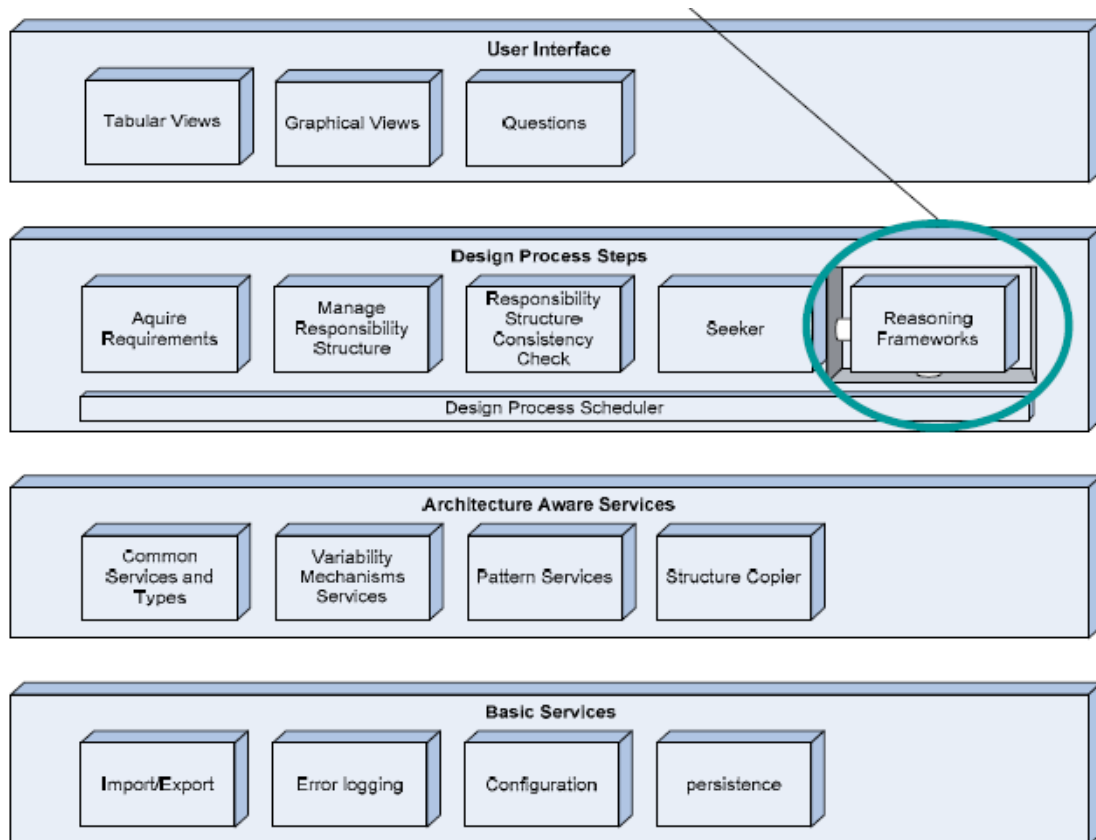 User Interface
Tabular Views
Graphical Views
Questions
Design Process Steps
Aquire
Requirements
Manage
Responsibility
Structure
Responsibility
Structure
Consistency
Check
Seeker
Reasoning
Frameworks
Design Process Scheduler
Architecture Aware Services
Common
Services and
Types
Variability
Mechanisms
Services
Pattern Services
Structure Copier
Basic Services
Import/Export
Error logging
Configuration
persistence